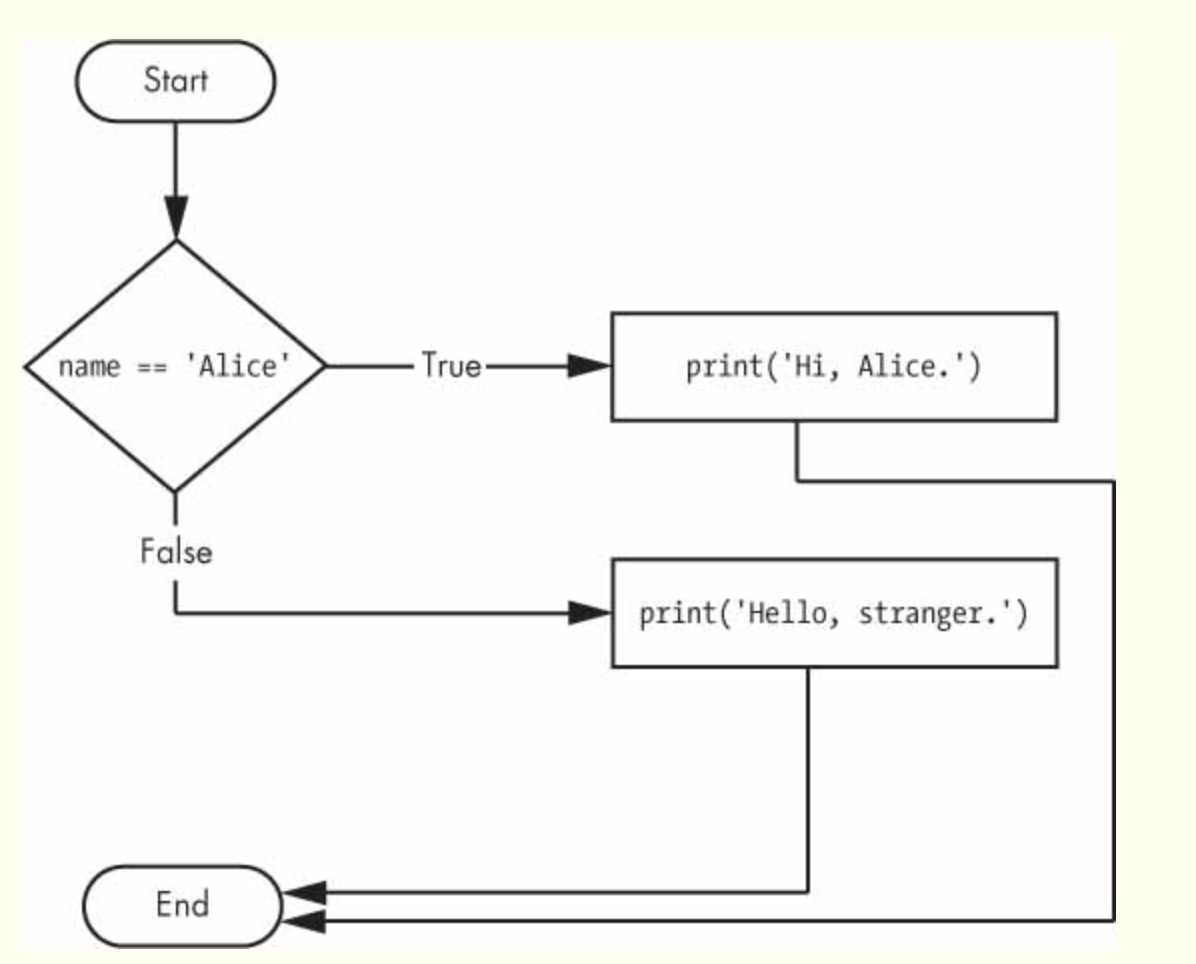 Start
name == 'Alice'
True
print('Hi, Alice.')
False
print('Hello, stranger.')
End